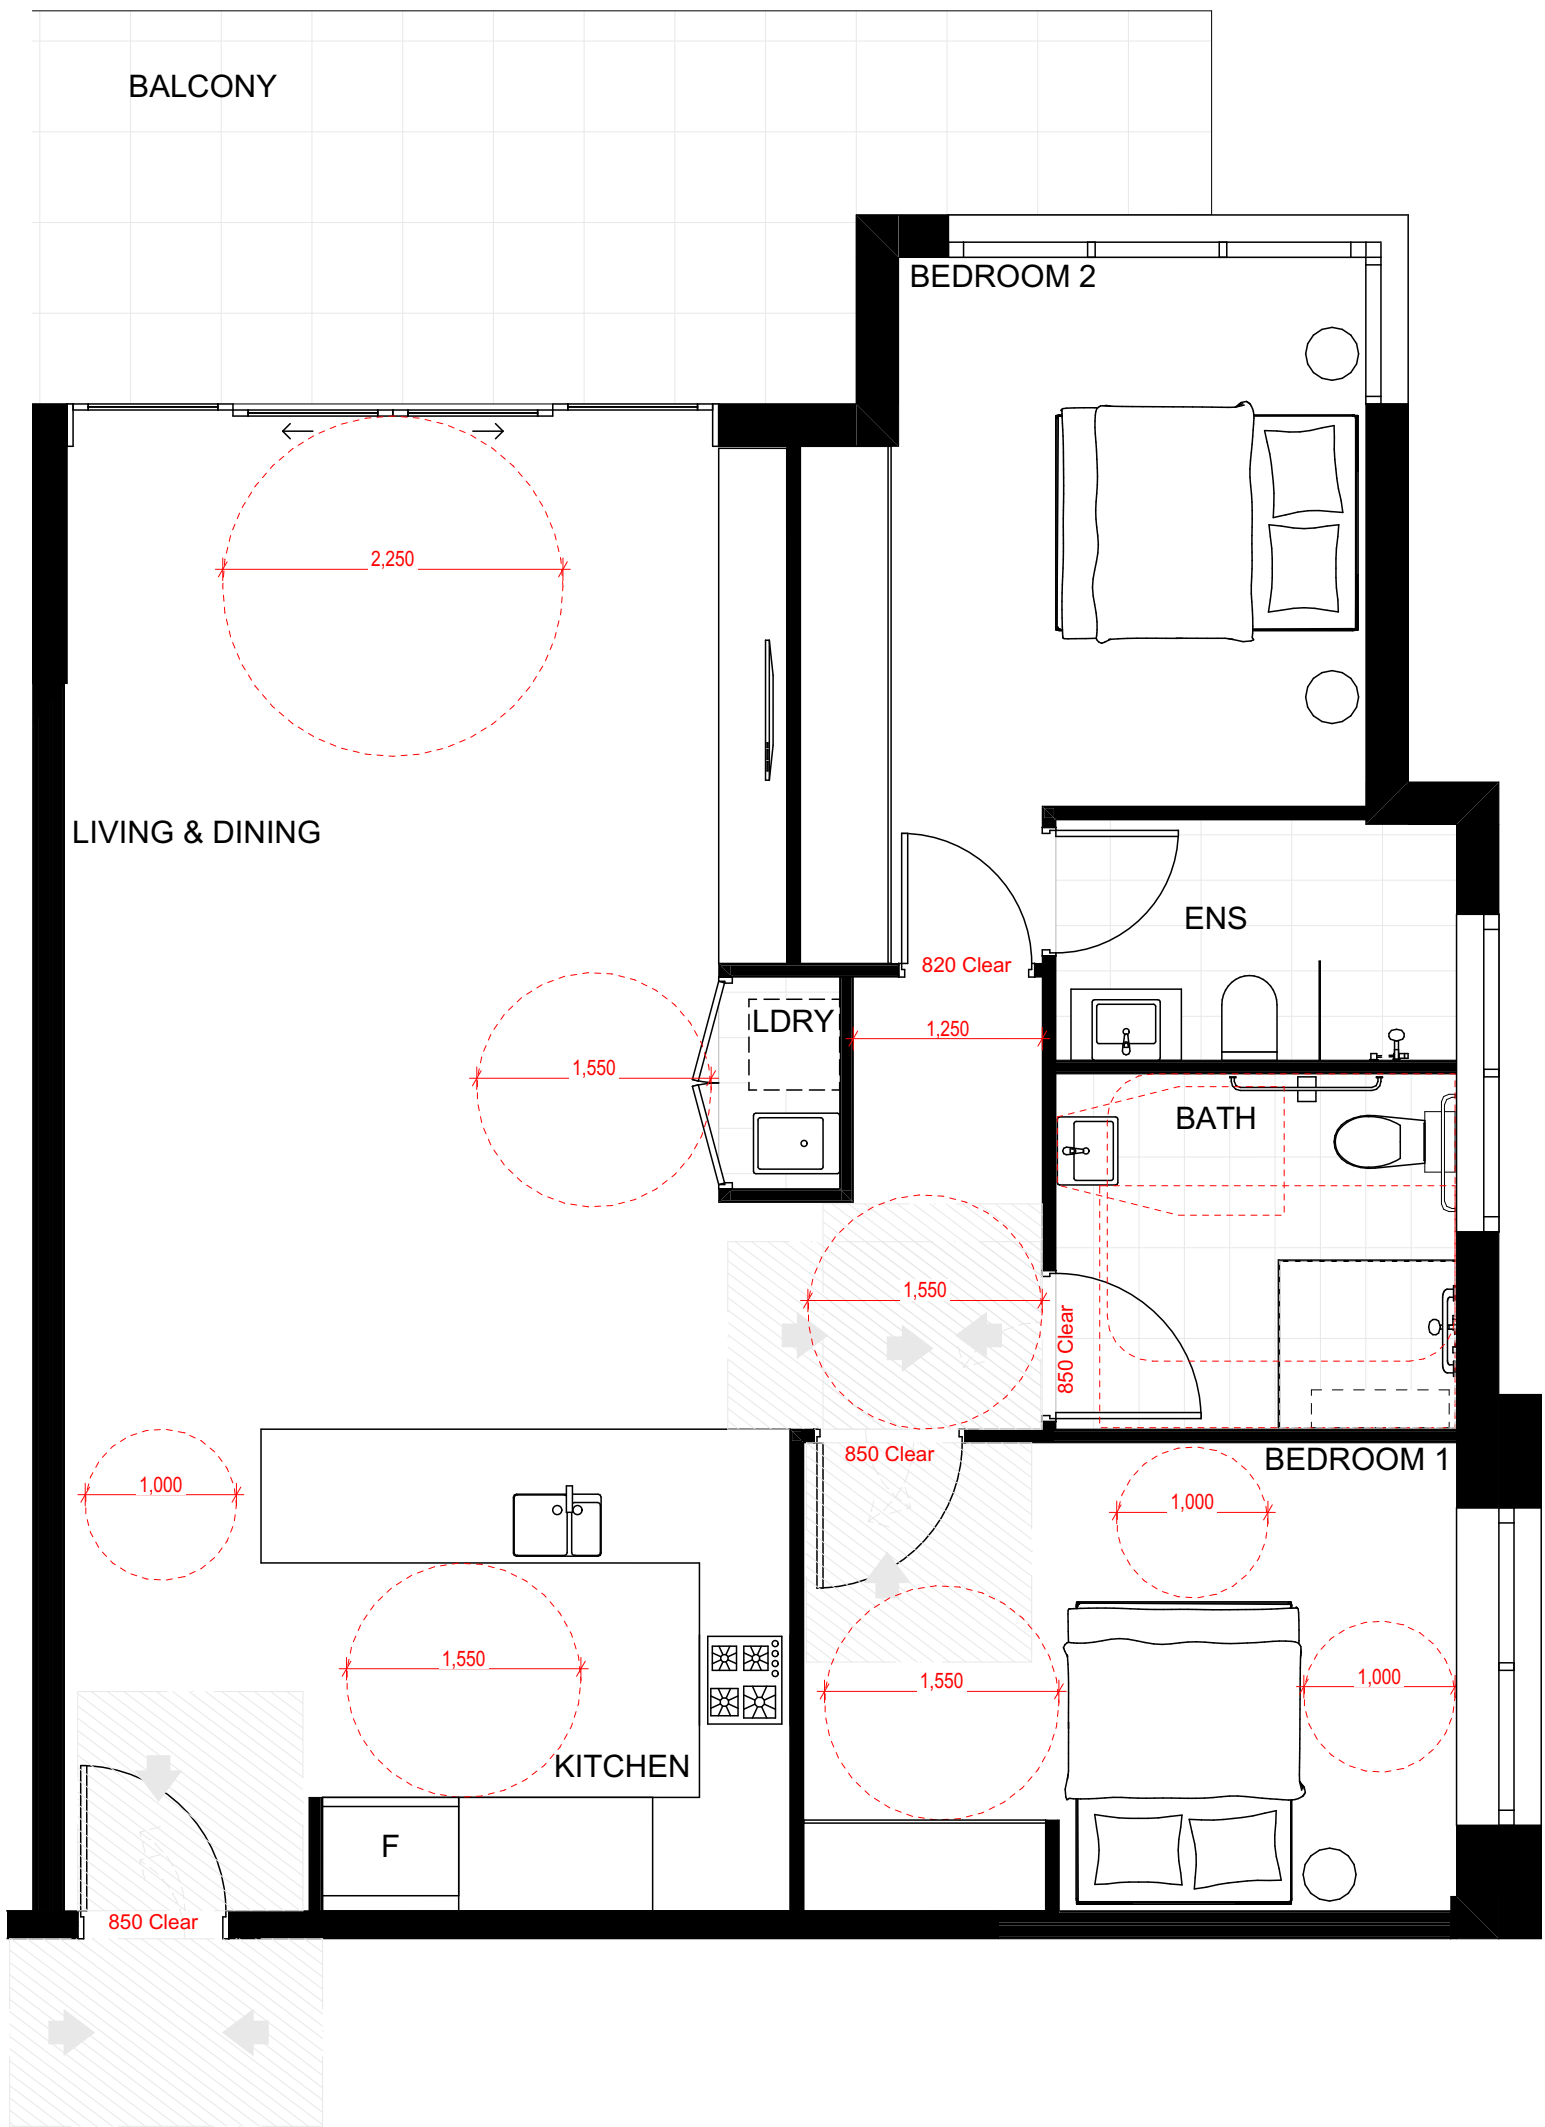 BALCONY
BEDROOM 2
2,250
LIVING & DINING
ENS
820 Clear
LDRY
1,250
1,550
BATH
1,550
850 Clear
850 Clear
BEDROOM 1
1,000
1,000
1,550
1,550
1,000
KITCHEN
F
850 Clear